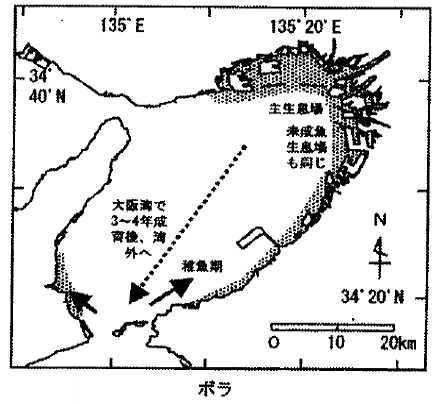 135°E
135°20'E
34°
40'N
主生息場
未成魚
生息場
も同じ
大阪湾で
3～4年成
育後、湾
外へ
稚魚期
N
34°20'N
0 10 20km
ボラ